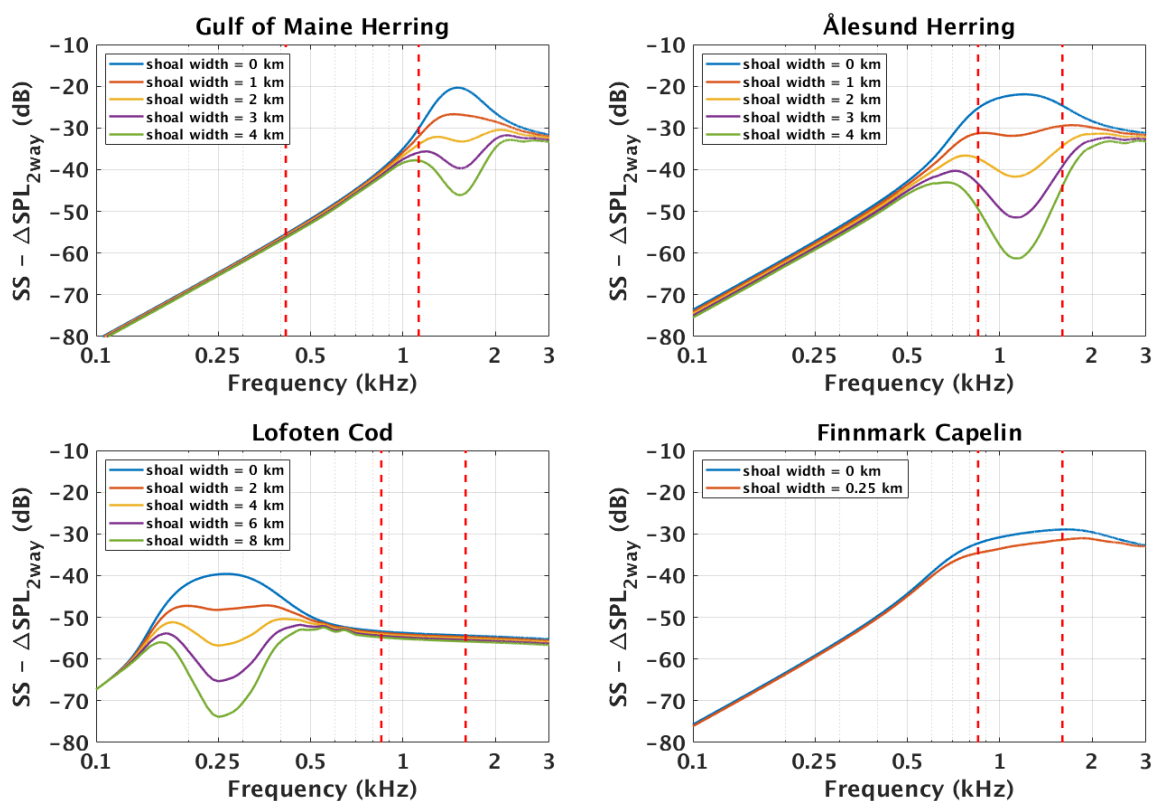 Gulf of Maine Herring
SS - ΔSPL2way (dB)
-10
-20
-30
-40
-50
-60
-70
-80
shoal width = 0 km
shoal width = 1 km
shoal width = 2 km
shoal width = 3 km
shoal width = 4 km
0.1 0.25 0.5 1 2 3
Frequency (kHz)
Ålesund Herring
SS - ΔSPL2way (dB)
-10
-20
-30
-40
-50
-60
-70
-80
shoal width = 0 km
shoal width = 1 km
shoal width = 2 km
shoal width = 3 km
shoal width = 4 km
0.1 0.25 0.5 1 2 3
Frequency (kHz)
Lofoten Cod
SS - ΔSPL2way (dB)
-10
-20
-30
-40
-50
-60
-70
-80
shoal width = 0 km
shoal width = 2 km
shoal width = 4 km
shoal width = 6 km
shoal width = 8 km
0.1 0.25 0.5 1 2 3
Frequency (kHz)
Finnmark Capelin
SS - ΔSPL2way (dB)
-10
-20
-30
-40
-50
-60
-70
-80
shoal width = 0 km
shoal width = 0.25 km
0.1 0.25 0.5 1 2 3
Frequency (kHz)